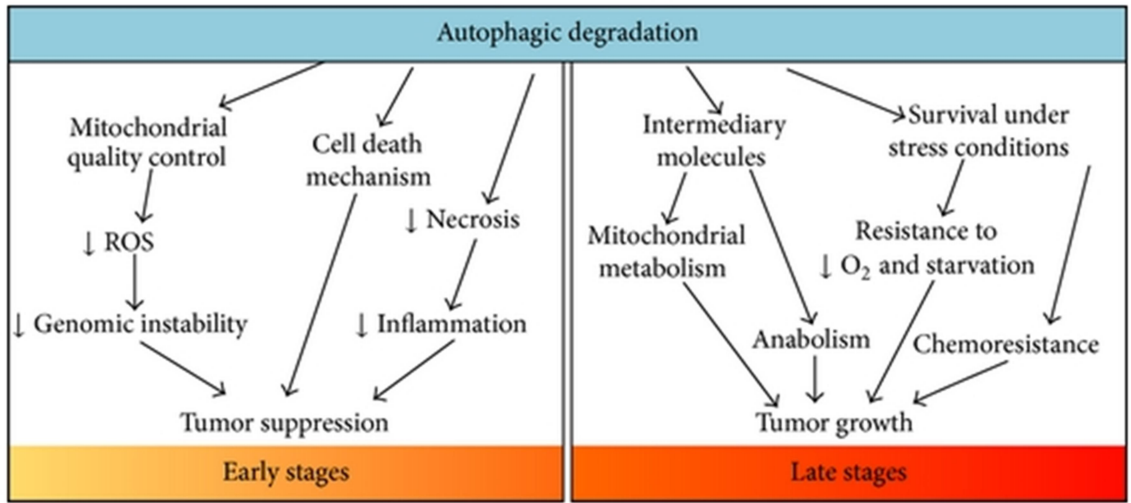 Autophagic degradation
Mitochondrial
quality control
↓ ROS
↓ Genomic instability
Cell death
mechanism
↓ Necrosis
↓ Inflammation
Tumor suppression
Early stages
Intermediary
molecules
Mitochondrial
metabolism
Anabolism
Survival under
stress conditions
Resistance to
↓ O₂ and starvation
Chemoresistance
Tumor growth
Late stages